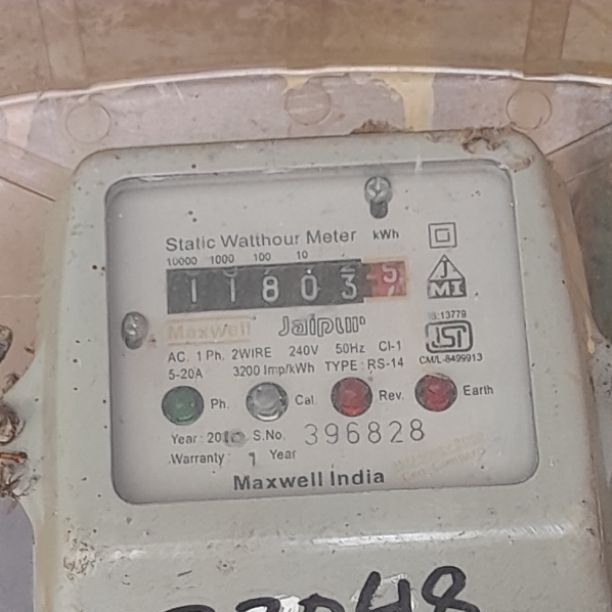 Static Watthour Meter kWh
10000 1000 100 10
1 1 8 0 3
J
MI
Maxwell Jaipur
IS:13779
ISI
CM/L-8499913
AC. 1 Ph. 2WIRE 240V 50Hz Cl-1
5-20A 3200 Imp/kWh TYPE : RS-14
Ph. Cal. Rev. Earth
Year : S.No. 396828
Warranty : 1 Year
Maxwell India